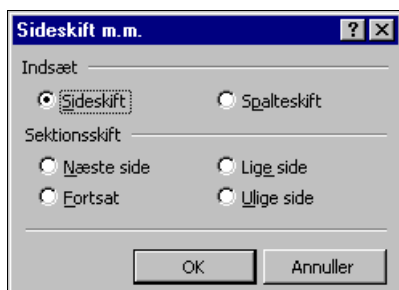 Sideskift m.m.
Indsæt
Sideskift Spalteskift
Sektionsskift
Næste side Lige side
Fortsat Ulige side
OK Annuller